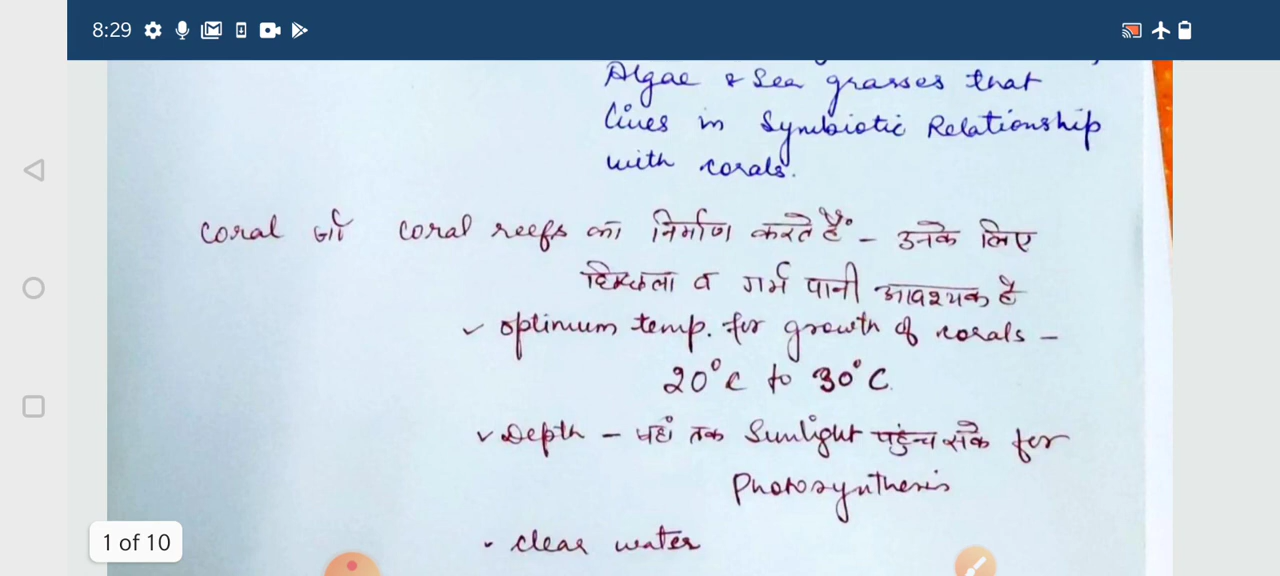 8:29
Algae & Sea grasses that
lives in Symbiotic Relationship
with corals.
coral जो coral reefs का निर्माण करते हैं – उनके लिए
छिछला व गर्म पानी आवश्यक है
✓ optimum temp. for growth of corals –
20°C to 30°C.
✓ Depth – जहाँ तक Sunlight पहुंच सके for
Photosynthesis
clear water
1 of 10